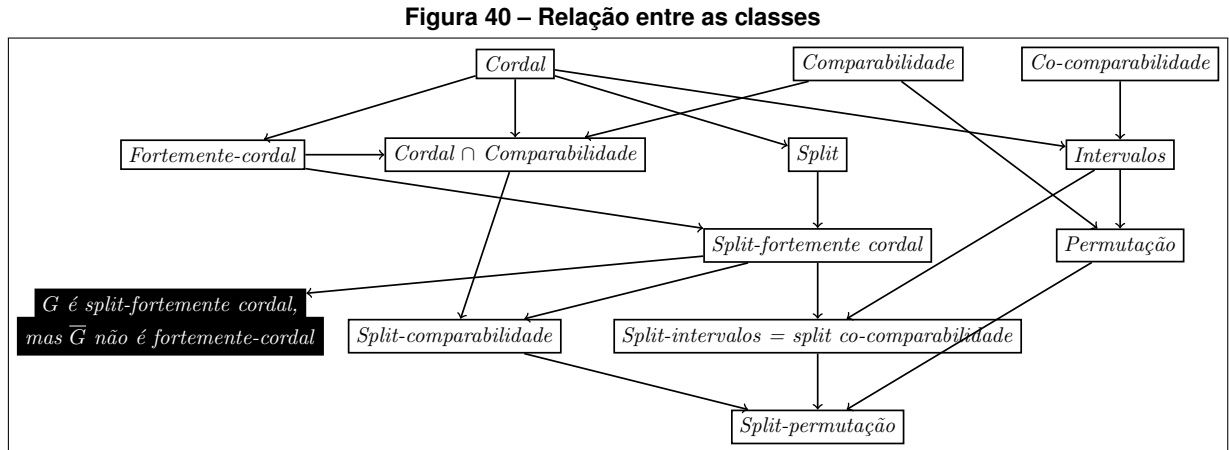 Figura 40 – Relação entre as classes
Cordal
Comparabilidade
Co-comparabilidade
Fortemente-cordal
Cordal ∩ Comparabilidade
Split
Intervalos
Split-fortemente cordal
Permutação
G é split-fortemente cordal,
mas G̅ não é fortemente-cordal
Split-comparabilidade
Split-intervalos = split co-comparabilidade
Split-permutação